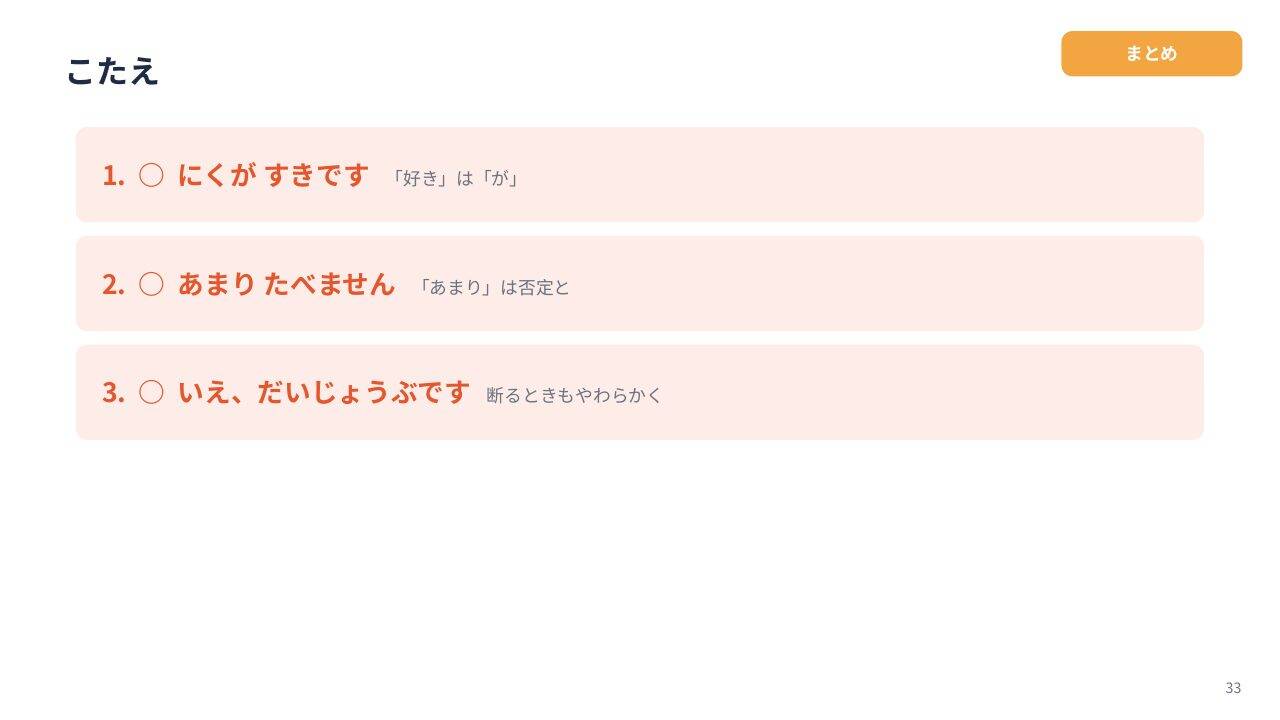 こたえ
まとめ
1. ○ にくが すきです 「好き」は「が」
2. ○ あまり たべません 「あまり」は否定と
3. ○ いえ、だいじょうぶです 断るときもやわらかく
33